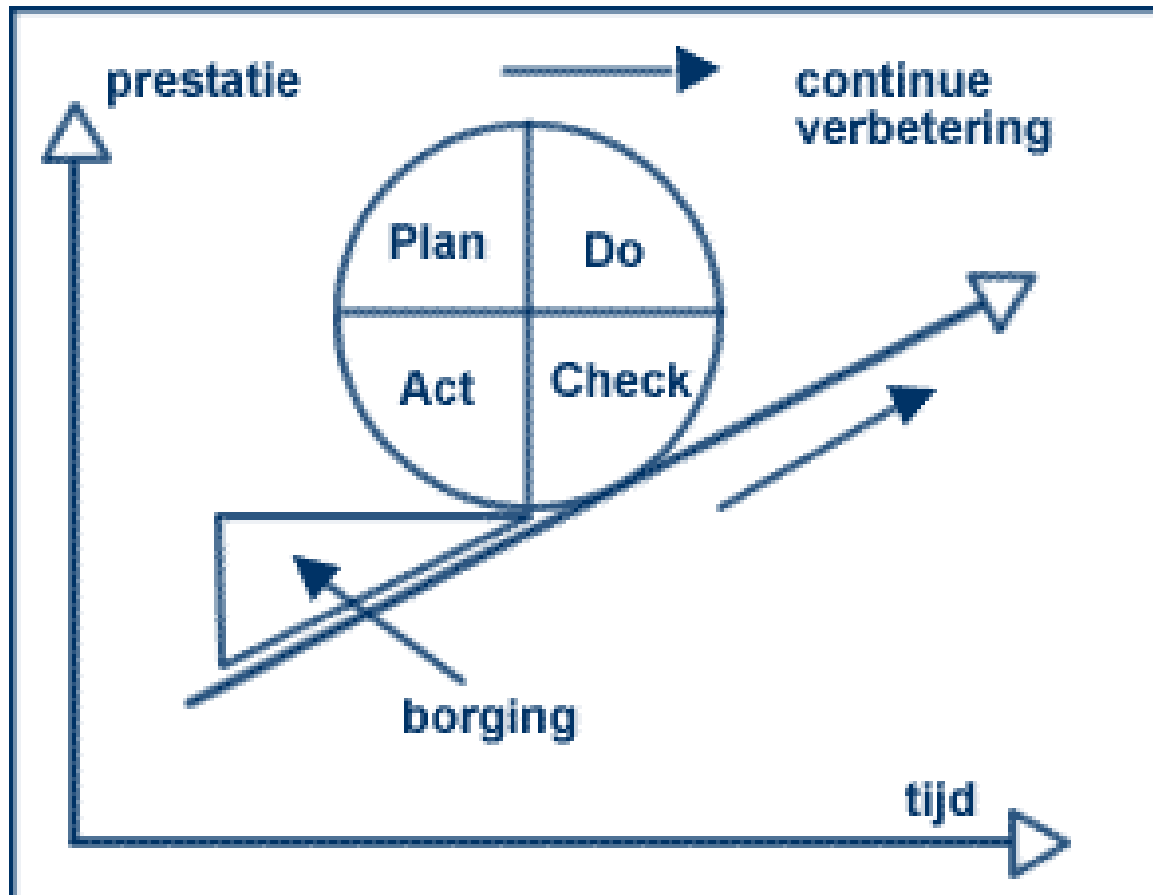 prestatie
continue
verbetering
Plan
Do
Act
Check
borging
tijd